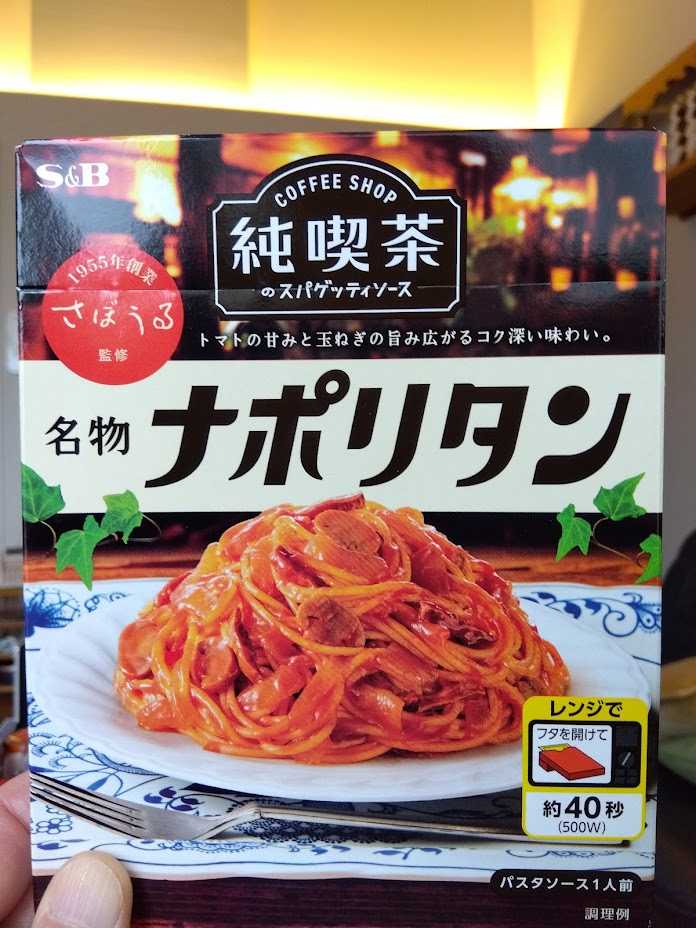 S&B
COFFEE SHOP
純喫茶
のスパゲッティソース
1955年創業
さぼうる
監修
トマトの甘みと玉ねぎの旨み広がるコク深い味わい。
名物 ナポリタン
レンジで
フタを開けて
約40秒
(500W)
パスタソース1人前
調理例